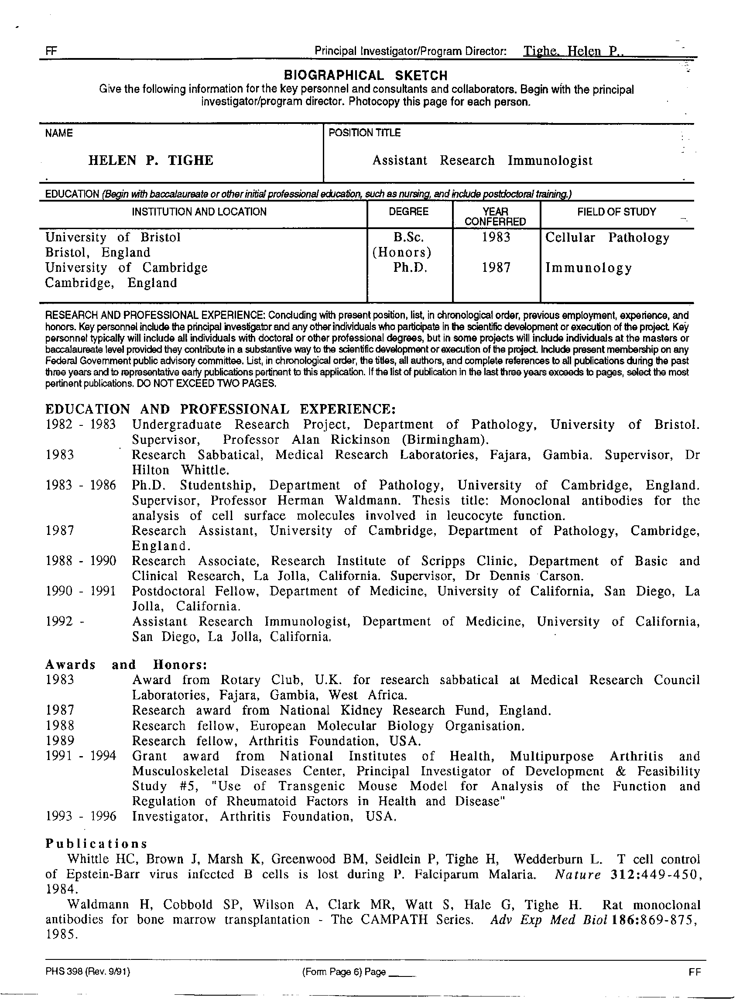 FF Principal Investigator/Program Director: Tighe, Helen P..
BIOGRAPHICAL SKETCH
Give the following information for the key personnel and consultants and collaborators. Begin with the principal
investigator/program director. Photocopy this page for each person.
NAME POSITION TITLE
HELEN P. TIGHE Assistant Research Immunologist
EDUCATION (Begin with baccalaureate or other initial professional education, such as nursing, and include postdoctoral training.)
INSTITUTION AND LOCATION DEGREE YEAR CONFERRED FIELD OF STUDY
University of Bristol B.Sc. 1983 Cellular Pathology
Bristol, England (Honors)
University of Cambridge Ph.D. 1987 Immunology
Cambridge, England
RESEARCH AND PROFESSIONAL EXPERIENCE: Concluding with present position, list, in chronological order, previous employment, experience, and
honors. Key personnel include the principal investigator and any other individuals who participate in the scientific development or execution of the project. Key
personnel typically will include all individuals with doctoral or other professional degrees, but in some projects will include individuals at the masters or
baccalaureate level provided they contribute in a substantive way to the scientific development or execution of the project. Include present membership on any
Federal Government public advisory committee. List, in chronological order, the titles, all authors, and complete references to all publications during the past
three years and to representative early publications pertinent to this application. If the list of publication in the last three years exceeds to pages, select the most
pertinent publications. DO NOT EXCEED TWO PAGES.
EDUCATION AND PROFESSIONAL EXPERIENCE:
1982 - 1983 Undergraduate Research Project, Department of Pathology, University of Bristol.
Supervisor, Professor Alan Rickinson (Birmingham).
1983 Research Sabbatical, Medical Research Laboratories, Fajara, Gambia. Supervisor, Dr
Hilton Whittle.
1983 - 1986 Ph.D. Studentship, Department of Pathology, University of Cambridge, England.
Supervisor, Professor Herman Waldmann. Thesis title: Monoclonal antibodies for the
analysis of cell surface molecules involved in leucocyte function.
1987 Research Assistant, University of Cambridge, Department of Pathology, Cambridge,
England.
1988 - 1990 Research Associate, Research Institute of Scripps Clinic, Department of Basic and
Clinical Research, La Jolla, California. Supervisor, Dr Dennis Carson.
1990 - 1991 Postdoctoral Fellow, Department of Medicine, University of California, San Diego, La
Jolla, California.
1992 - Assistant Research Immunologist, Department of Medicine, University of California,
San Diego, La Jolla, California.
Awards and Honors:
1983 Award from Rotary Club, U.K. for research sabbatical at Medical Research Council
Laboratories, Fajara, Gambia, West Africa.
1987 Research award from National Kidney Research Fund, England.
1988 Research fellow, European Molecular Biology Organisation.
1989 Research fellow, Arthritis Foundation, USA.
1991 - 1994 Grant award from National Institutes of Health, Multipurpose Arthritis and
Musculoskeletal Diseases Center, Principal Investigator of Development & Feasibility
Study #5, "Use of Transgenic Mouse Model for Analysis of the Function and
Regulation of Rheumatoid Factors in Health and Disease"
1993 - 1996 Investigator, Arthritis Foundation, USA.
Publications
Whittle HC, Brown J, Marsh K, Greenwood BM, Seidlein P, Tighe H, Wedderburn L. T cell control
of Epstein-Barr virus infected B cells is lost during P. Falciparum Malaria. Nature 312:449-450,
1984.
Waldmann H, Cobbold SP, Wilson A, Clark MR, Watt S, Hale G, Tighe H. Rat monoclonal
antibodies for bone marrow transplantation - The CAMPATH Series. Adv Exp Med Biol 186:869-875,
1985.
PHS 398 (Rev. 9/91) (Form Page 6) Page FF